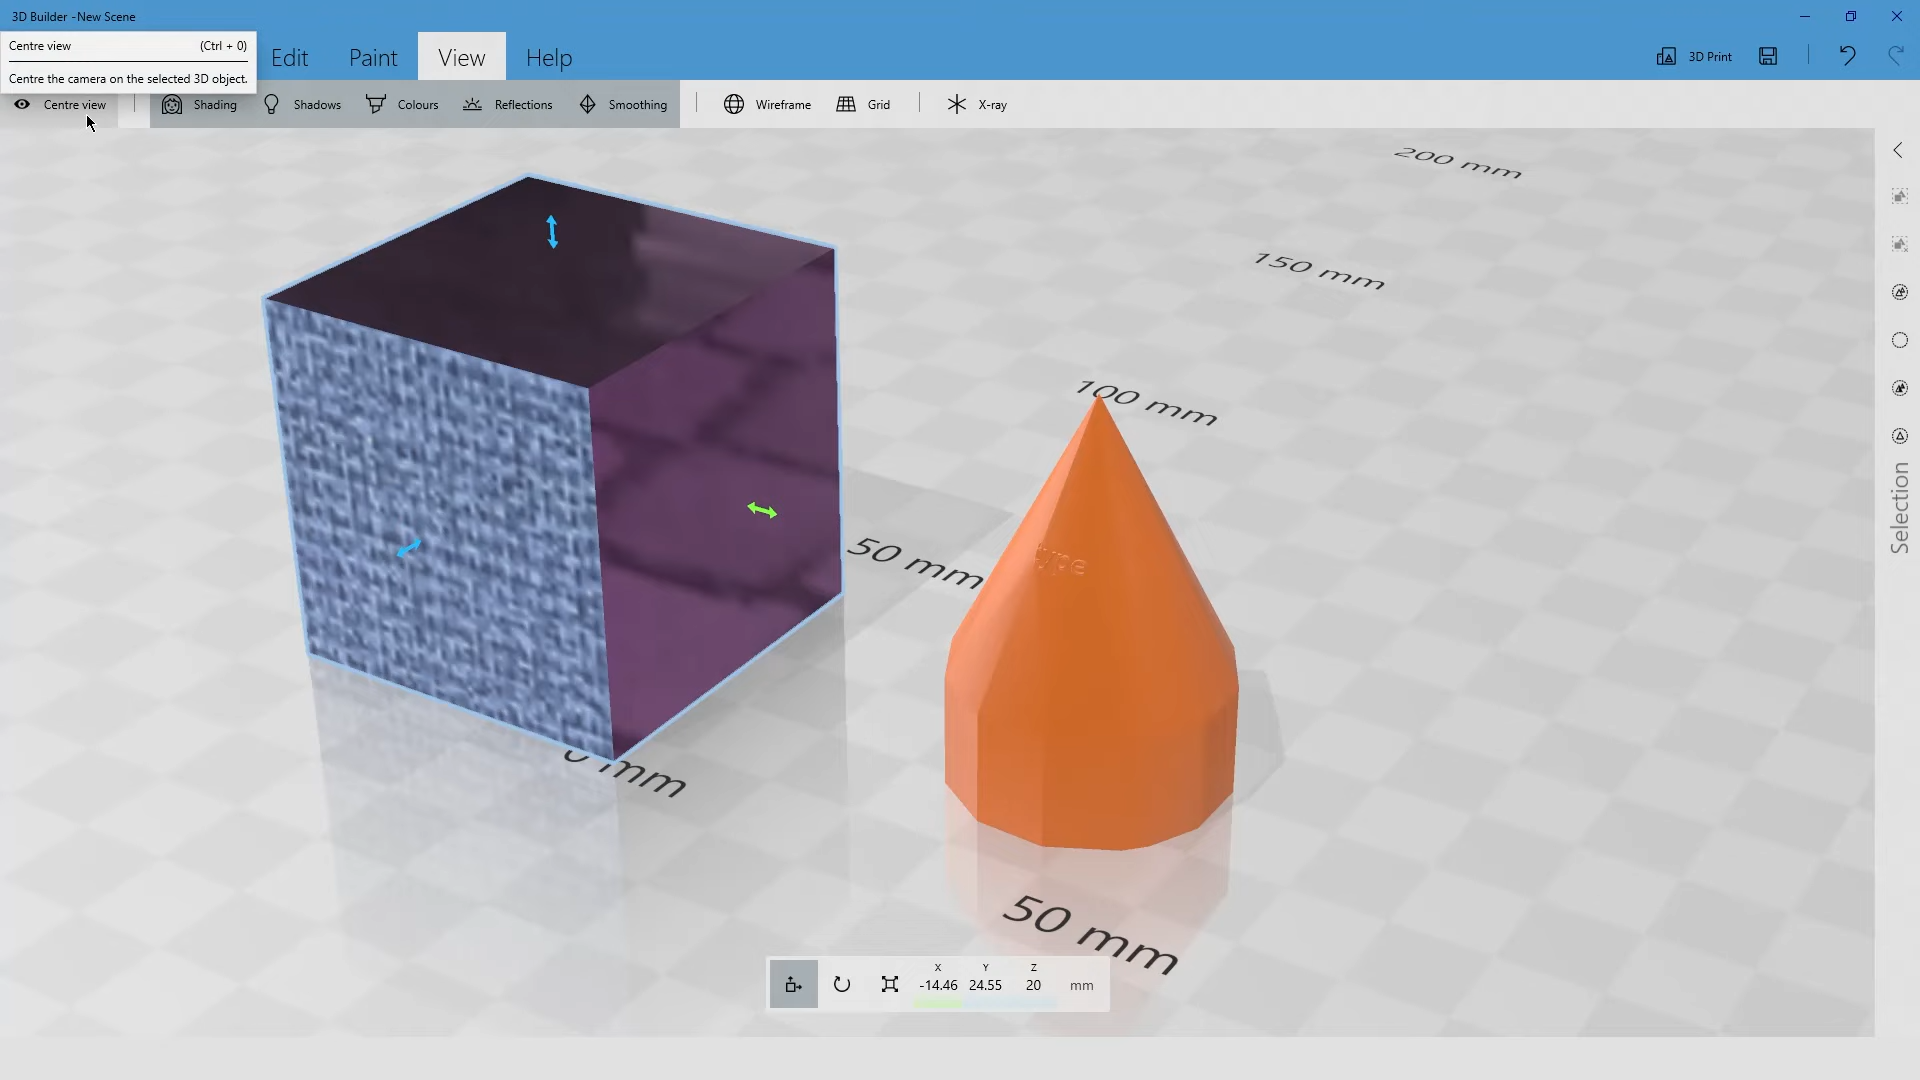 3D Builder -New Scene
Centre view (Ctrl + 0)
Centre the camera on the selected 3D object.
Edit Paint View Help
3D Print
Centre view Shading Shadows Colours Reflections Smoothing Wireframe Grid X-ray
200 mm
150 mm
100 mm
50 mm
0 mm
50 mm
Selection
X Y Z
-14.46 24.55 20 mm